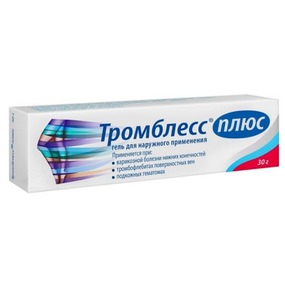 Тромблесс® плюс
гель для наружного применения
Применяется при:
• варикозной болезни нижних конечностей
• тромбофлебитах поверхностных вен
• подкожных гематомах
30 г